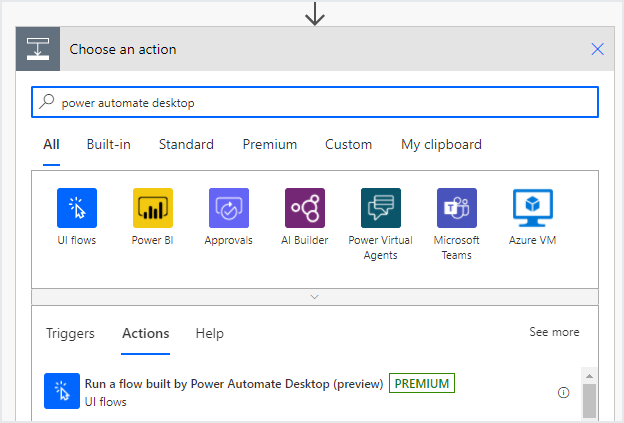 Choose an action
power automate desktop
All Built-in Standard Premium Custom My clipboard
UI flows Power BI Approvals AI Builder Power Virtual Agents Microsoft Teams Azure VM
Triggers Actions Help See more
Run a flow built by Power Automate Desktop (preview) PREMIUM
UI flows